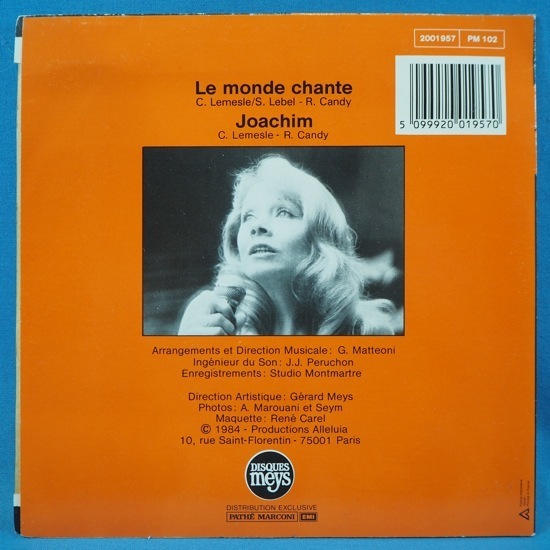 2001957 PM 102
Le monde chante
C. Lemesle/S. Lebel - R. Candy
Joachim
C. Lemesle - R. Candy
5 099920 019570
Arrangements et Direction Musicale: G. Matteoni
Ingénieur du Son: J.J. Peruchon
Enregistrements: Studio Montmartre
Direction Artistique: Gérard Meys
Photos: A. Marouani et Seym
Maquette: René Carel
© 1984 - Productions Alleluia
10, rue Saint-Florentin - 75001 Paris
DISQUES
meys
DISTRIBUTION EXCLUSIVE
PATHÉ MARCONI EMI